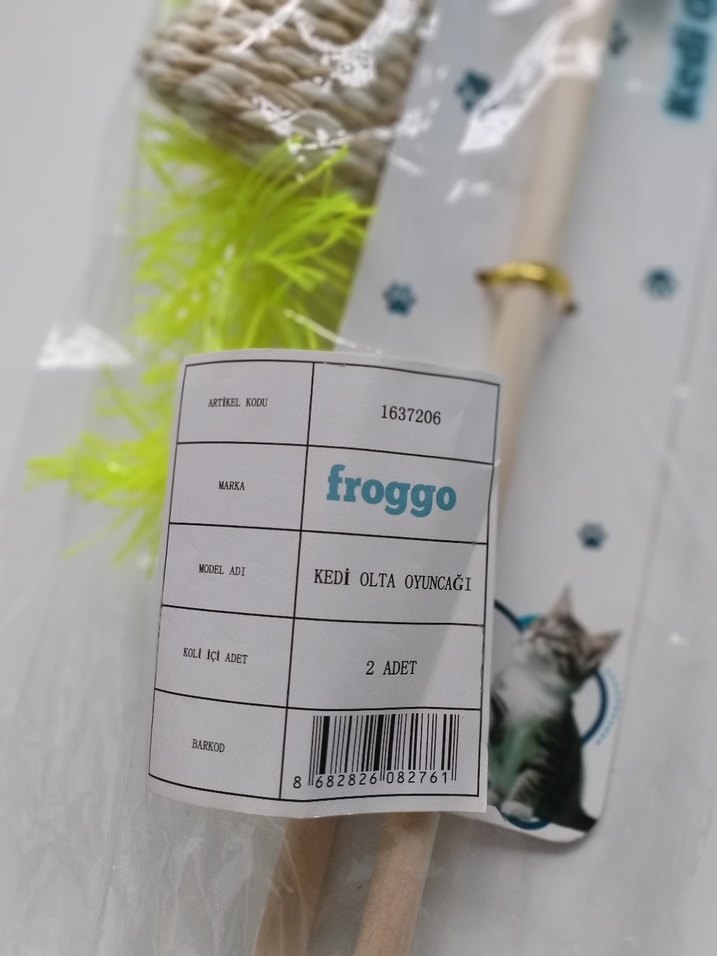 Kedi
ARTİKEL KODU 1637206
MARKA froggo
MODEL ADI KEDİ OLTA OYUNCAĞI
KOLİ İÇİ ADET 2 ADET
BARKOD
8 682826 082761